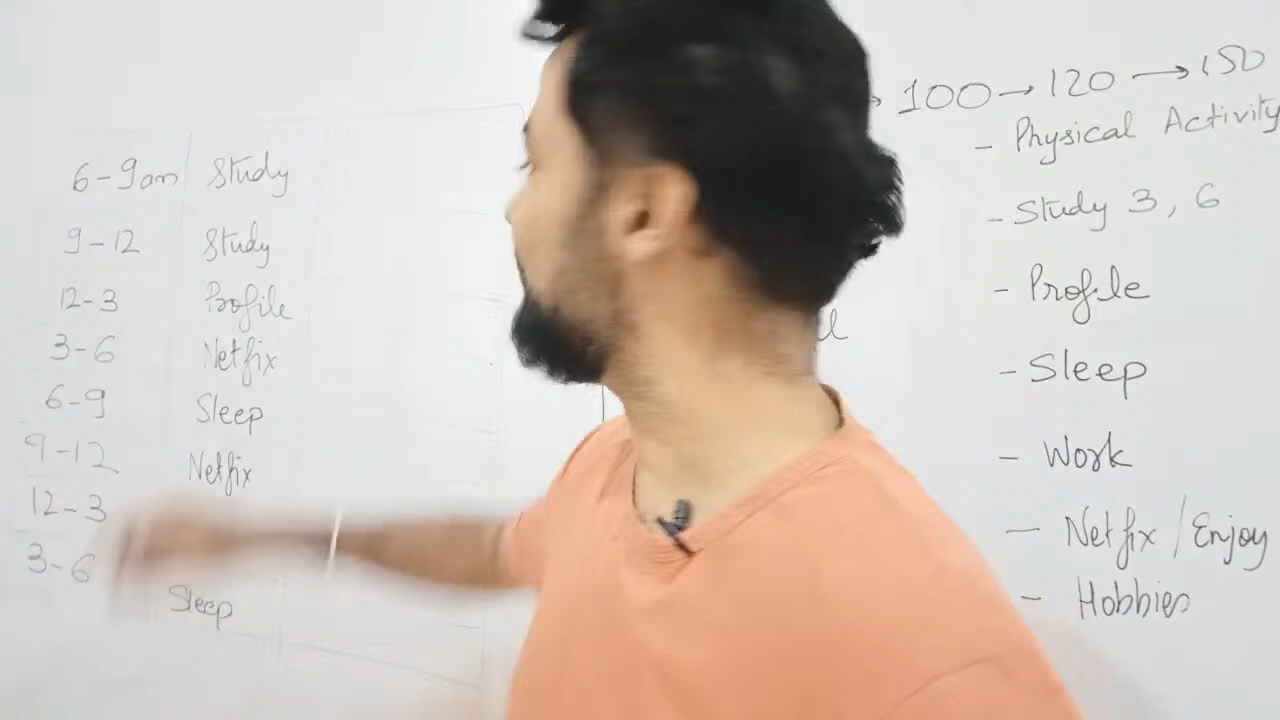 6-9am Study
9-12 Study
12-3 Profile
3-6 Netfix
6-9 Sleep
9-12 Netfix
12-3
3-6
Sleep
→ 100 → 120 → 150
- Physical Activity
- Study 3, 6
- Profile
- Sleep
- Work
- Netfix / Enjoy
- Hobbies